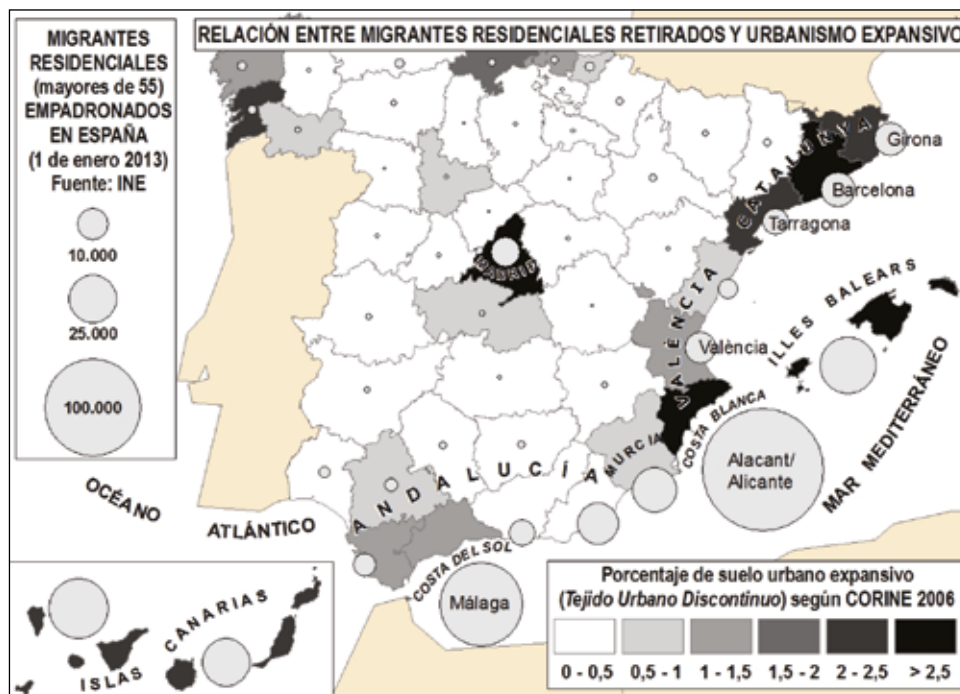 RELACIÓN ENTRE MIGRANTES RESIDENCIALES RETIRADOS Y URBANISMO EXPANSIVO
MIGRANTES
RESIDENCIALES
(mayores de 55)
EMPADRONADOS
EN ESPAÑA
(1 de enero 2013)
Fuente: INE
10.000
25.000
100.000
CATALUÑYA
Girona
Barcelona
Tarragona
MADRID
VALÈNCIA
València
ILLES BALEARS
MURCIA
COSTA BLANCA
Alacant/
Alicante
MAR MEDITERRÁNEO
OCÉANO
ATLÁNTICO
ANDALUCÍA
COSTA DEL SOL
Málaga
ISLAS CANARIAS
Porcentaje de suelo urbano expansivo
(Tejido Urbano Discontinuo) según CORINE 2006
0 - 0,5 0,5 - 1 1 - 1,5 1,5 - 2 2 - 2,5 > 2,5